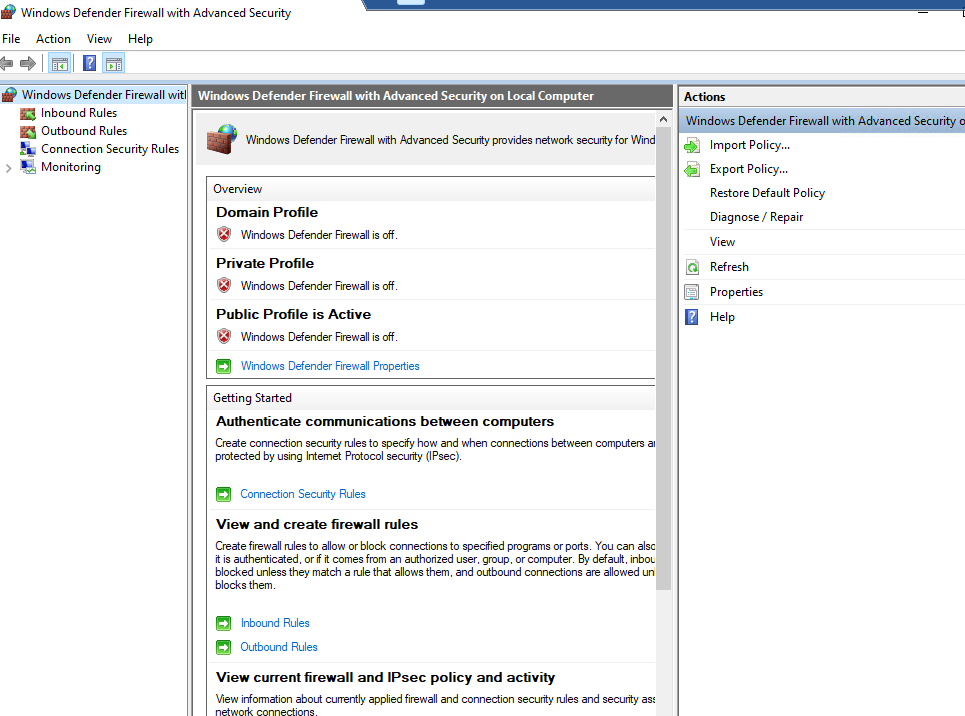 Windows Defender Firewall with Advanced Security
File Action View Help
Windows Defender Firewall with
Inbound Rules
Outbound Rules
Connection Security Rules
Monitoring
Windows Defender Firewall with Advanced Security on Local Computer
Windows Defender Firewall with Advanced Security provides network security for Wind
Overview
Domain Profile
Windows Defender Firewall is off.
Private Profile
Windows Defender Firewall is off.
Public Profile is Active
Windows Defender Firewall is off.
Windows Defender Firewall Properties
Getting Started
Authenticate communications between computers
Create connection security rules to specify how and when connections between computers
protected by using Internet Protocol security (IPsec).
Connection Security Rules
View and create firewall rules
Create firewall rules to allow or block connections to specified programs or ports. You can also
it is authenticated, or if it comes from an authorized user, group, or computer. By default, inbou
blocked unless they match a rule that allows them, and outbound connections are allowed un
blocks them.
Inbound Rules
Outbound Rules
View current firewall and IPsec policy and activity
View information about currently applied firewall and connection security rules and security ass
network connections.
Actions
Windows Defender Firewall with Advanced Security o
Import Policy...
Export Policy...
Restore Default Policy
Diagnose / Repair
View
Refresh
Properties
Help